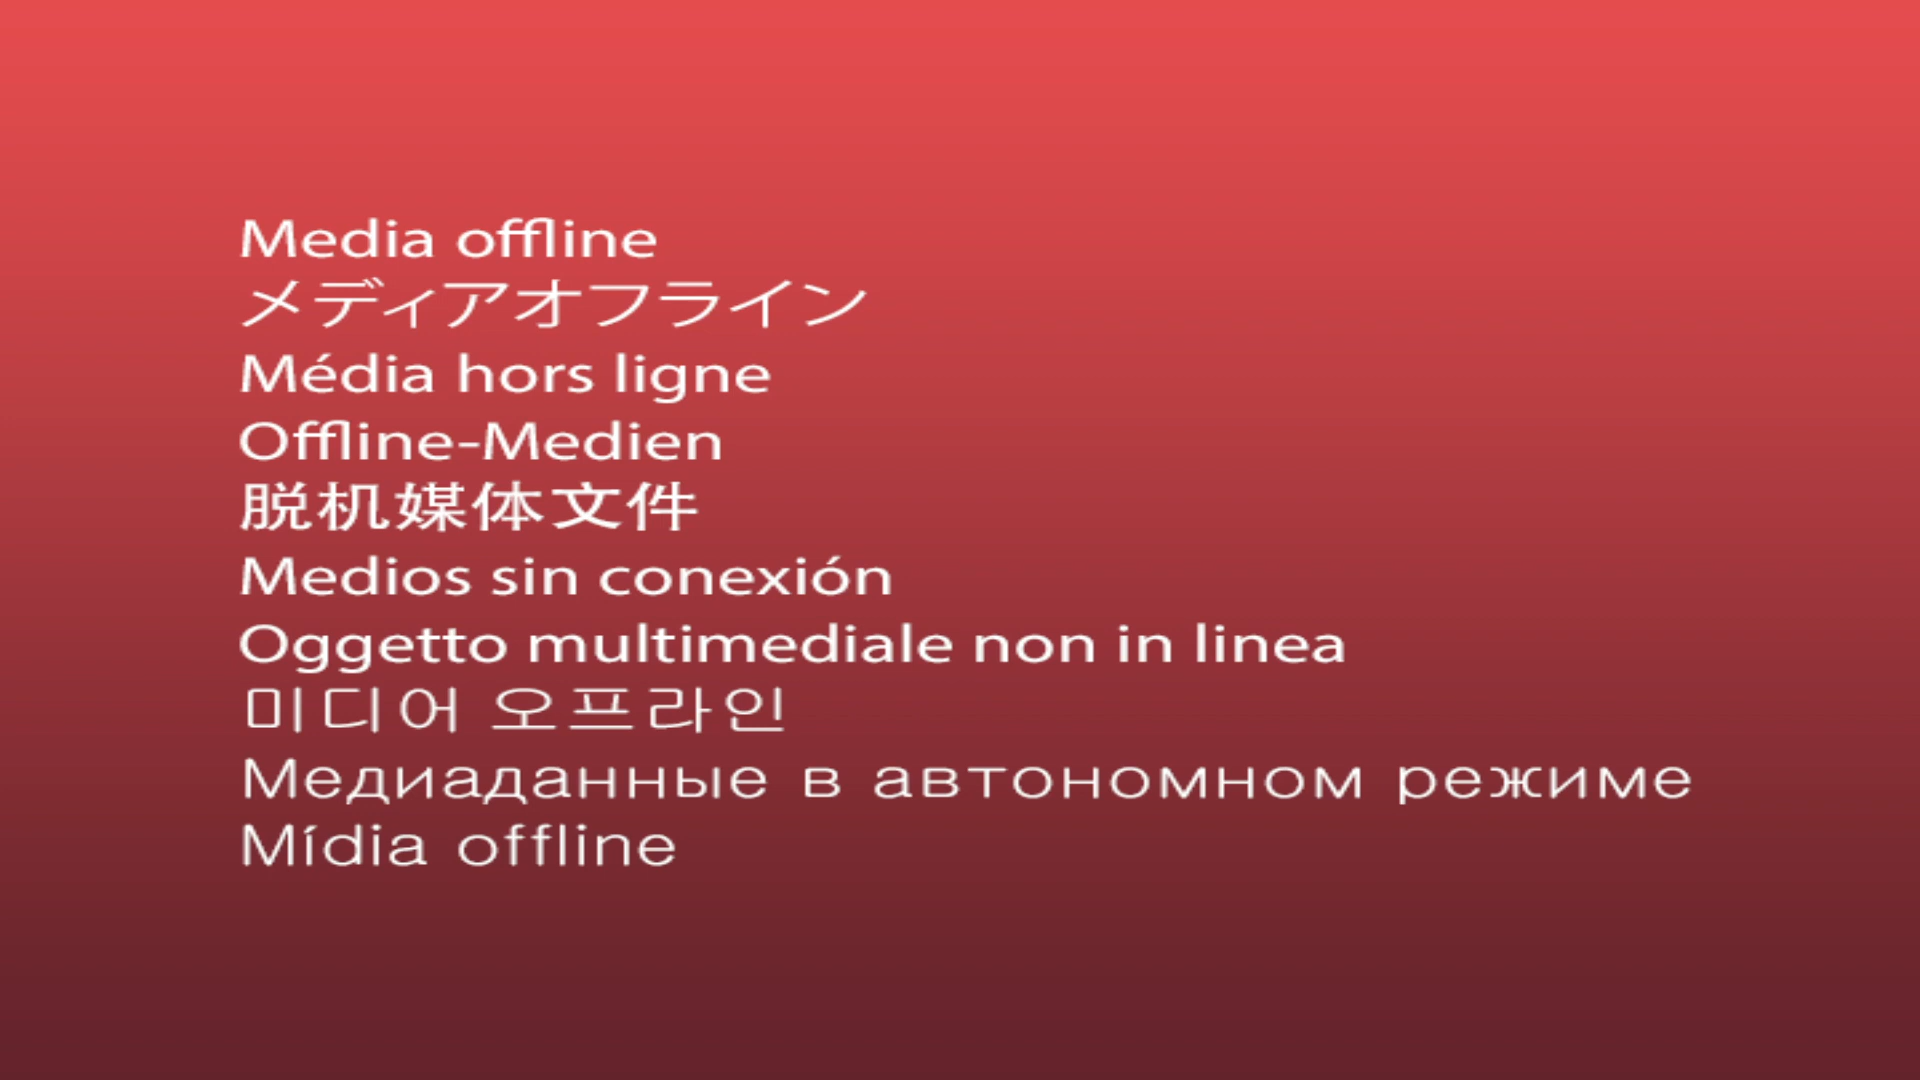 Media offline
メディアオフライン
Média hors ligne
Offline-Medien
脱机媒体文件
Medios sin conexión
Oggetto multimediale non in linea
미디어 오프라인
Медиаданные в автономном режиме
Mídia offline